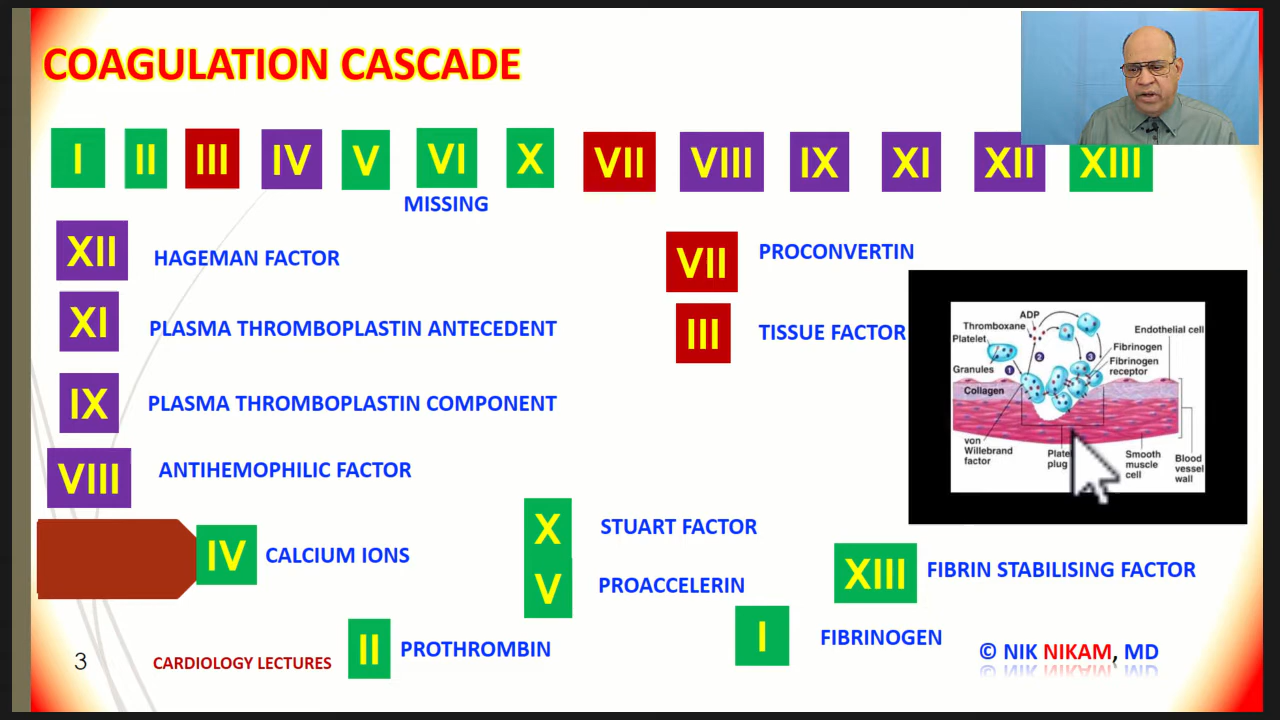 COAGULATION CASCADE
I II III IV V VI X VII VIII IX XI XII XIII
MISSING
XII HAGEMAN FACTOR
VII PROCONVERTIN
XI PLASMA THROMBOPLASTIN ANTECEDENT
III TISSUE FACTOR
IX PLASMA THROMBOPLASTIN COMPONENT
VIII ANTIHEMOPHILIC FACTOR
ADP
Thromboxane
Platelet
Endothelial cell
Fibrinogen
Fibrinogen
receptor
Granules
1 2 3
Collagen
von
Willebrand
factor
plug
Smooth
muscle
cell
Blood
vessel
wall
X STUART FACTOR
IV CALCIUM IONS
XIII FIBRIN STABILISING FACTOR
V PROACCELERIN
I FIBRINOGEN
II PROTHROMBIN
3 CARDIOLOGY LECTURES
© NIK NIKAM, MD